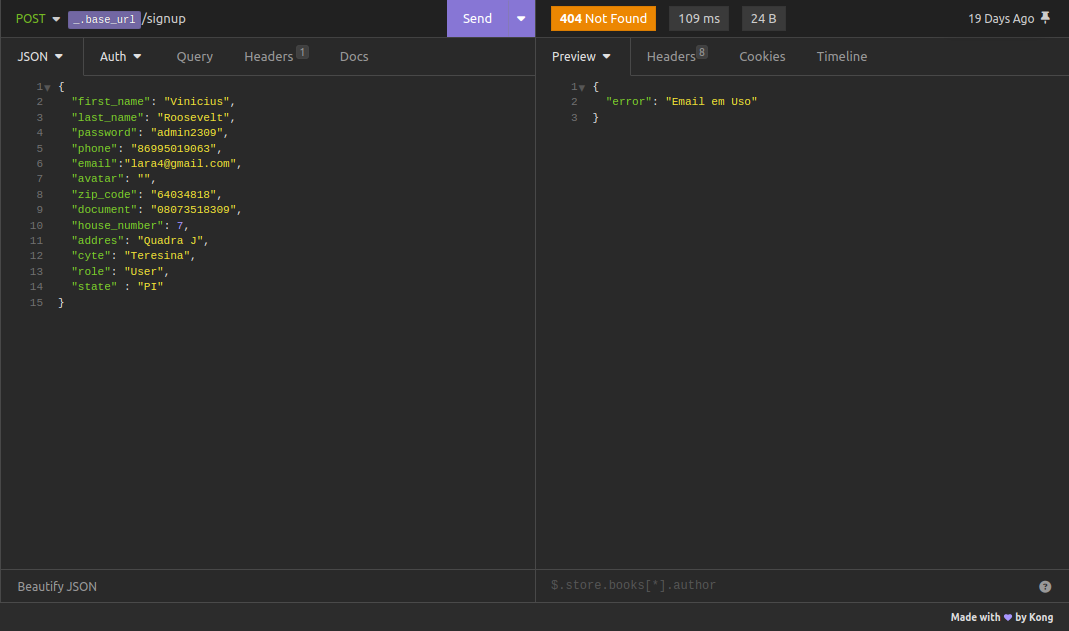 POST _.base_url/signup Send 404 Not Found 109 ms 24 B 19 Days Ago
JSON Auth Query Headers 1 Docs Preview Headers 8 Cookies Timeline
1 {
2 "first_name": "Vinicius",
3 "last_name": "Roosevelt",
4 "password": "admin2309",
5 "phone": "86995019063",
6 "email":"lara4@gmail.com",
7 "avatar": "",
8 "zip_code": "64034818",
9 "document": "08073518309",
10 "house_number": 7,
11 "addres": "Quadra J",
12 "cyte": "Teresina",
13 "role": "User",
14 "state" : "PI"
15 }
1 {
2 "error": "Email em Uso"
3 }
Beautify JSON $.store.books[*].author ?
Made with by Kong